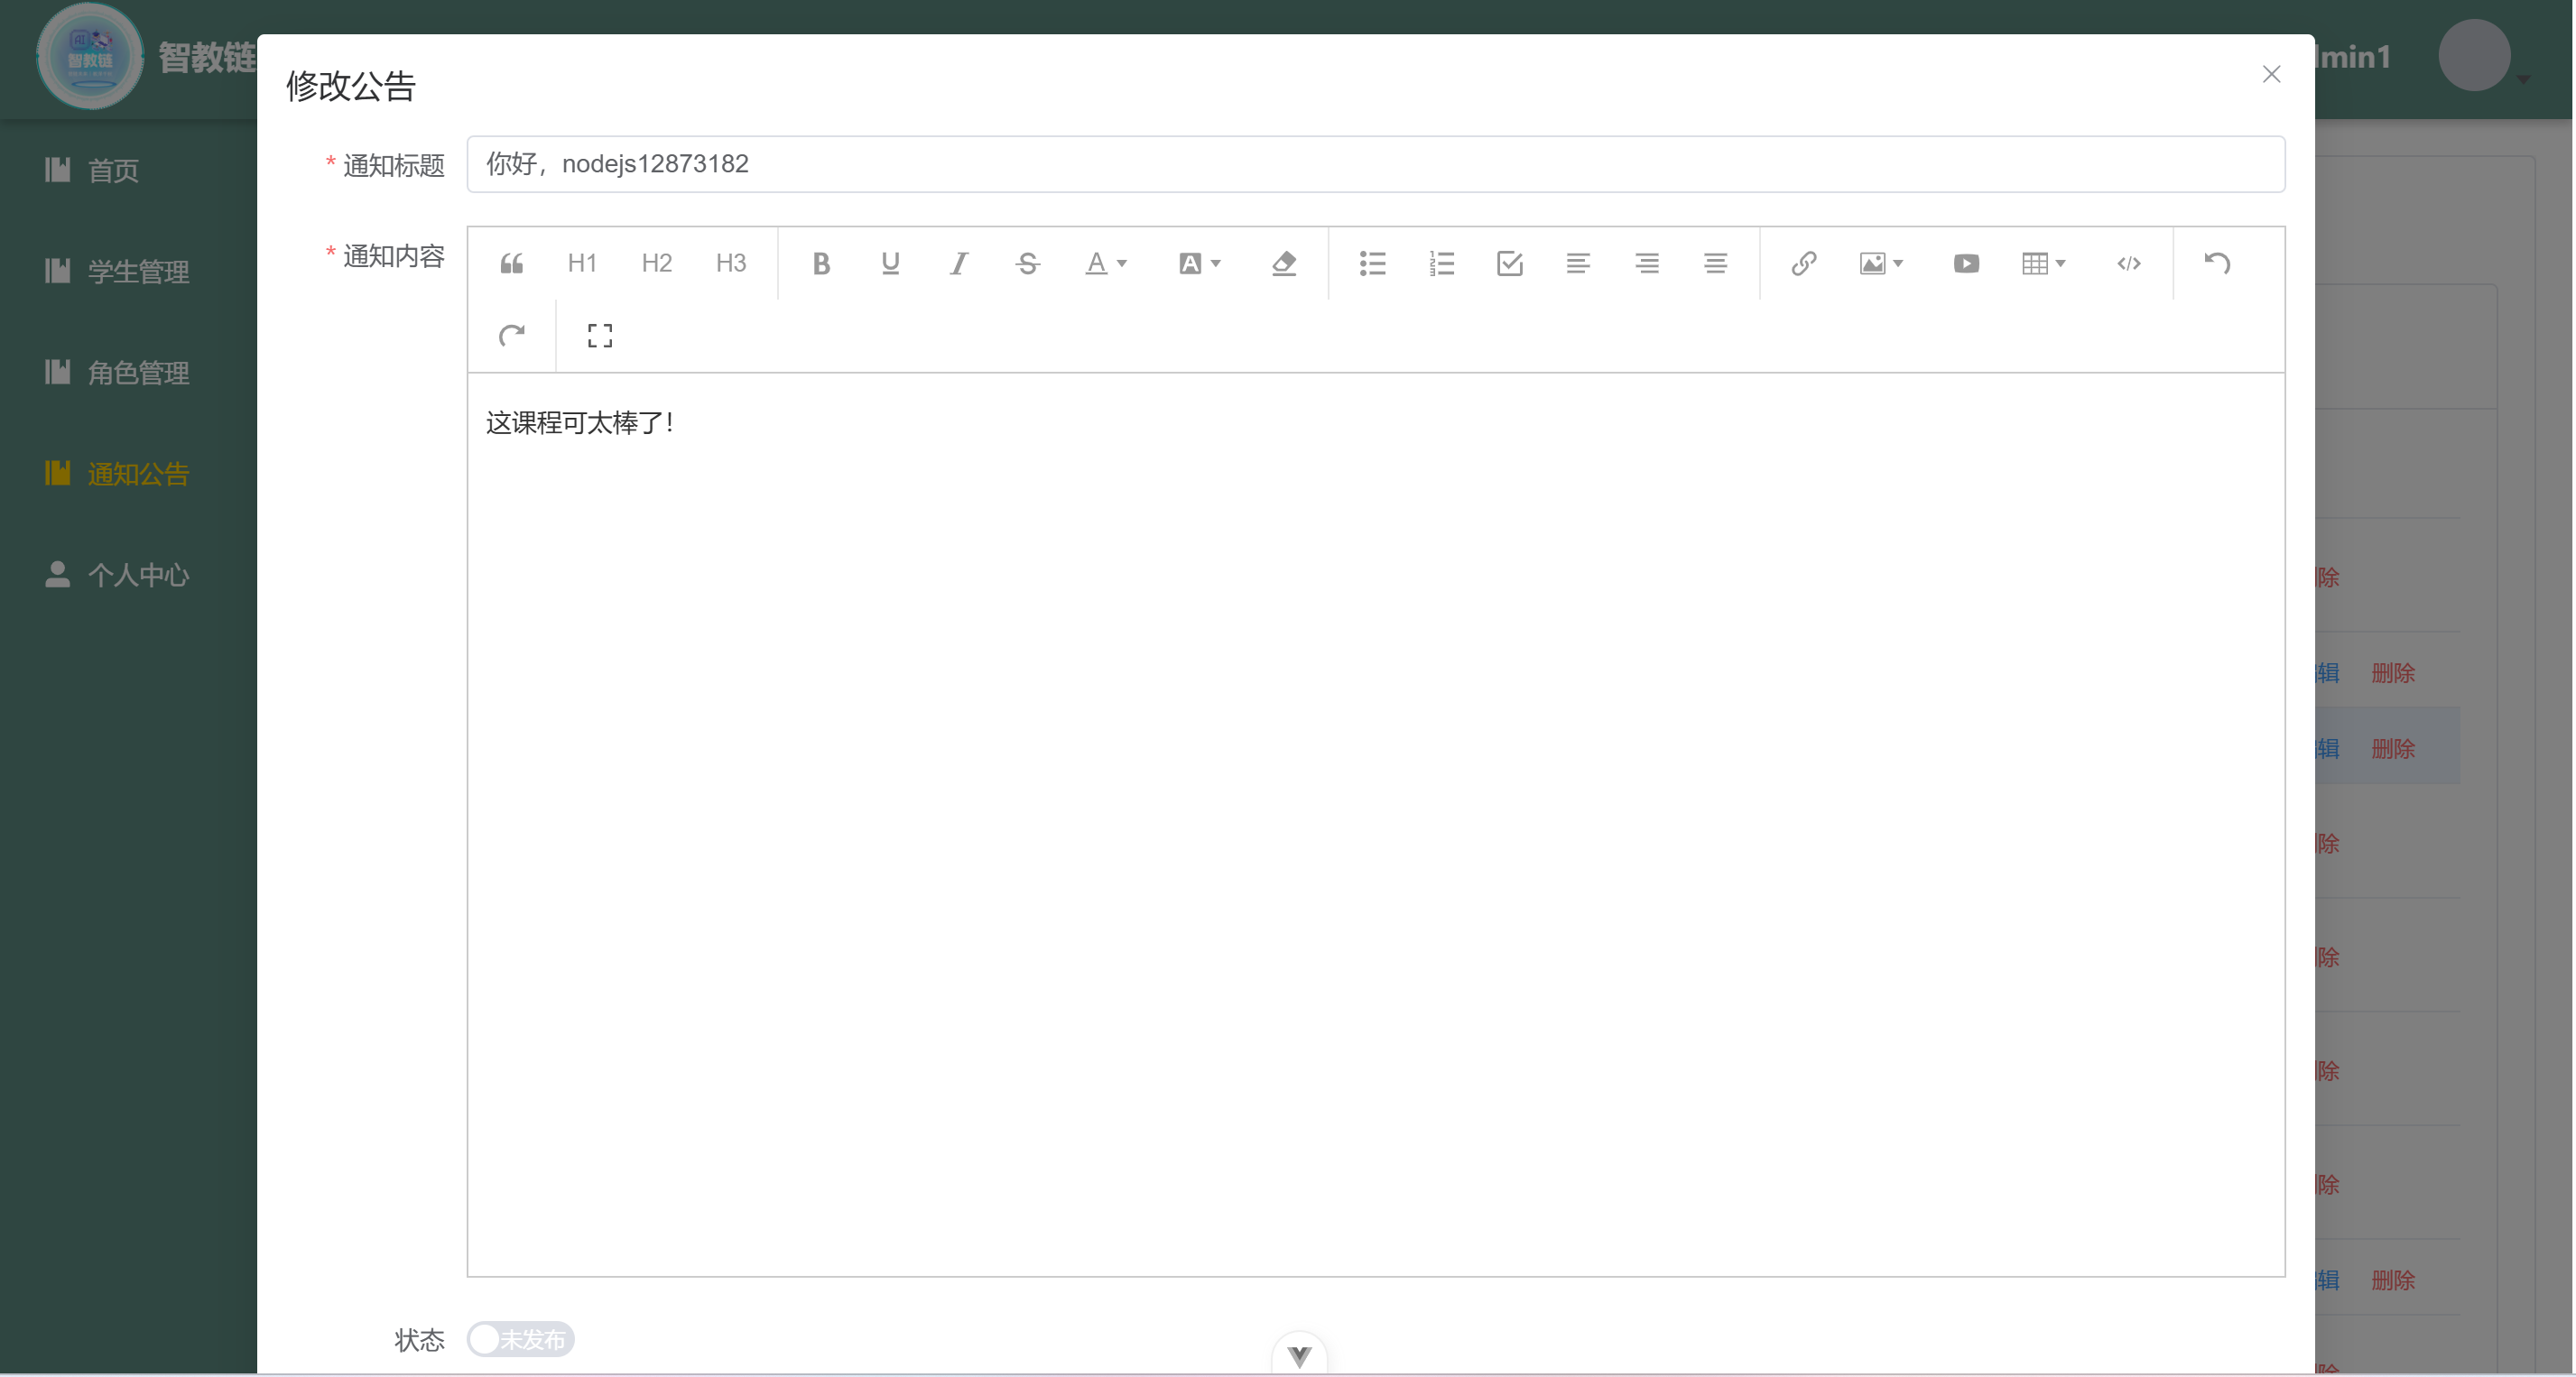 智教链
dmin1
修改公告
* 通知标题
你好，nodejs12873182
* 通知内容
H1 H2 H3 B U I S A A
这课程可太棒了！
状态
未发布
首页
学生管理
角色管理
通知公告
个人中心
除
辑 删除
辑 删除
除
除
除
除
辑 删除
除